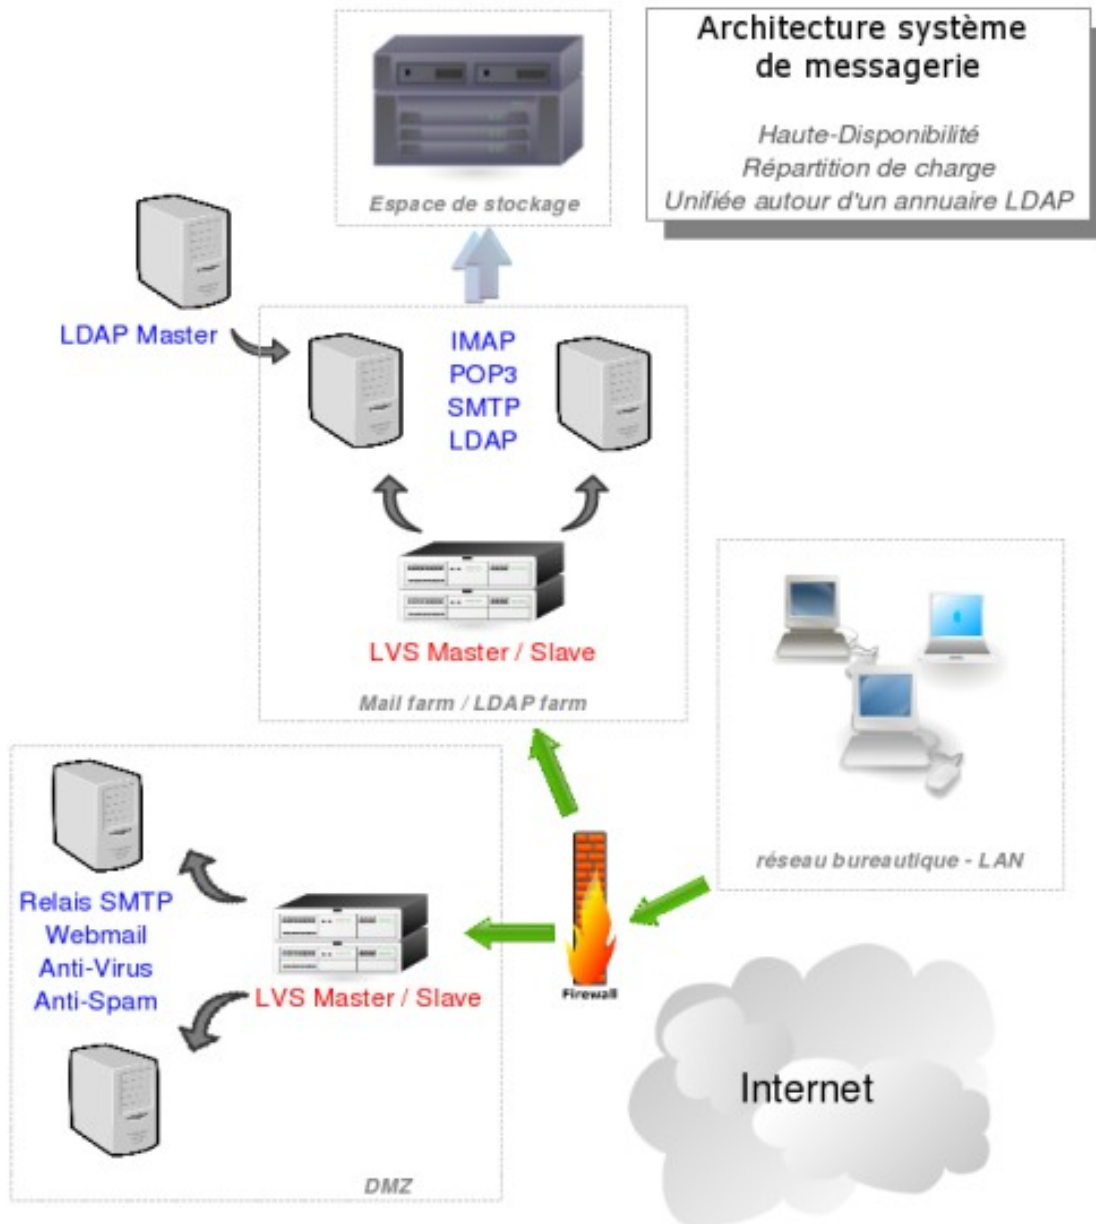 Architecture système
de messagerie
Haute-Disponibilité
Répartition de charge
Unifiée autour d'un annuaire LDAP
Espace de stockage
LDAP Master
IMAP
POP3
SMTP
LDAP
LVS Master / Slave
Mail farm / LDAP farm
réseau bureautique - LAN
Relais SMTP
Webmail
Anti-Virus
Anti-Spam
LVS Master / Slave
Firewall
Internet
DMZ